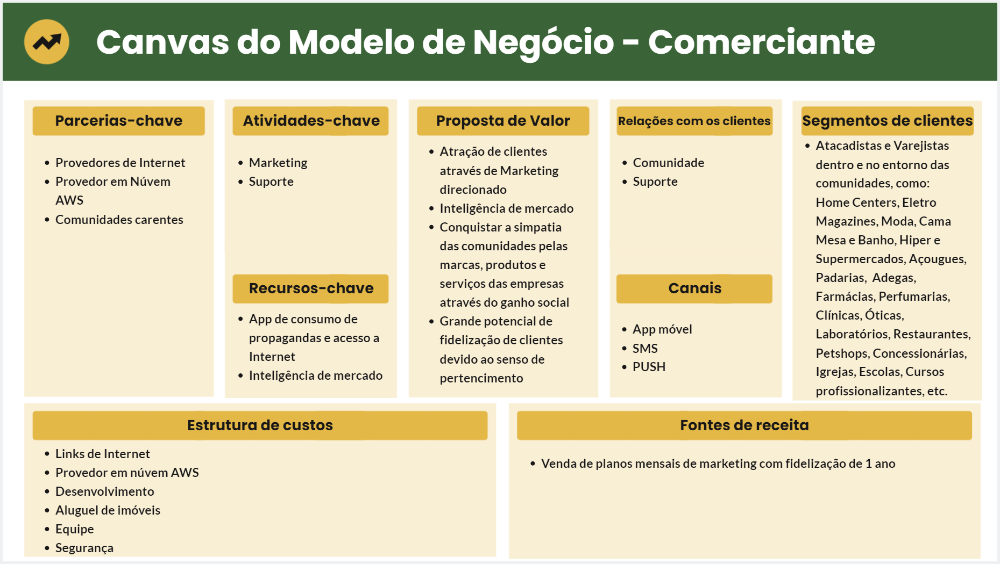 Canvas do Modelo de Negócio - Comerciante
Parcerias-chave
• Provedores de Internet
• Provedor em Núvem
AWS
• Comunidades carentes
Atividades-chave
• Marketing
• Suporte
Recursos-chave
• App de consumo de
propagandas e acesso a
Internet
• Inteligência de mercado
Proposta de Valor
• Atração de clientes
através de Marketing
direcionado
• Inteligência de mercado
• Conquistar a simpatia
das comunidades pelas
marcas, produtos e
serviços das empresas
através do ganho social
• Grande potencial de
fidelização de clientes
devido ao senso de
pertencimento
Relações com os clientes
• Comunidade
• Suporte
Canais
• App móvel
• SMS
• PUSH
Segmentos de clientes
• Atacadistas e Varejistas
dentro e no entorno das
comunidades, como:
Home Centers, Eletro
Magazines, Moda, Cama
Mesa e Banho, Hiper e
Supermercados, Açougues,
Padarias,  Adegas,
Farmácias, Perfumarias,
Clínicas, Óticas,
Laboratórios, Restaurantes,
Petshops, Concessionárias,
Igrejas, Escolas, Cursos
profissionalizantes, etc.
Estrutura de custos
• Links de Internet
• Provedor em núvem AWS
• Desenvolvimento
• Aluguel de imóveis
• Equipe
• Segurança
Fontes de receita
• Venda de planos mensais de marketing com fidelização de 1 ano